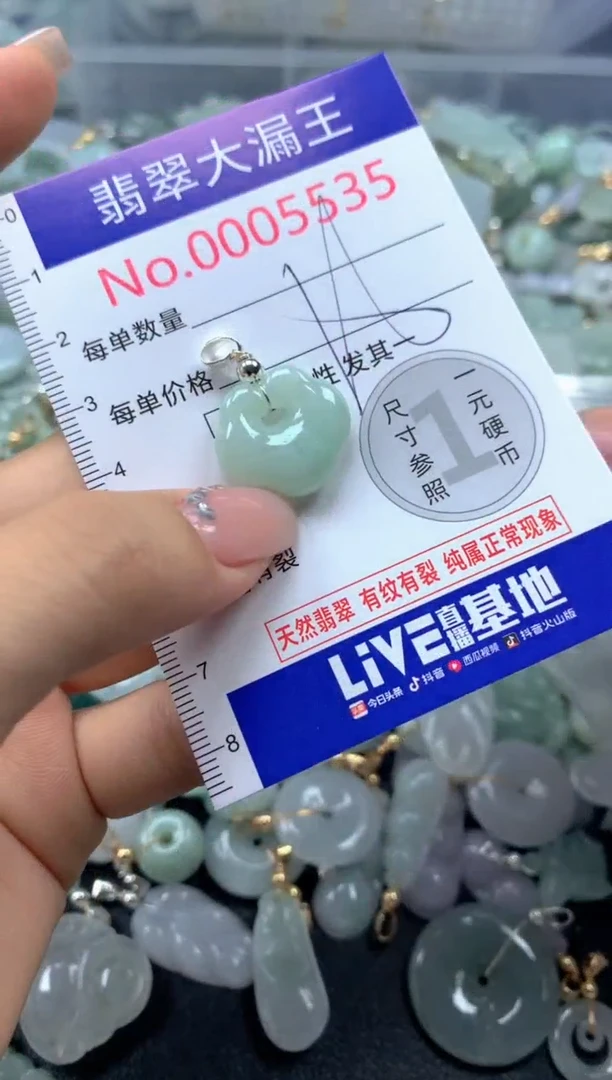 翡翠大漏王
No.0005535
每单数量
每单价格
性发其一
有裂
尺寸参照
1
一元硬币
天然翡翠 有纹有裂 纯属正常现象
LiVE直播基地
今日头条 抖音 西瓜视频 抖音火山版
0
1
2
3
4
7
8